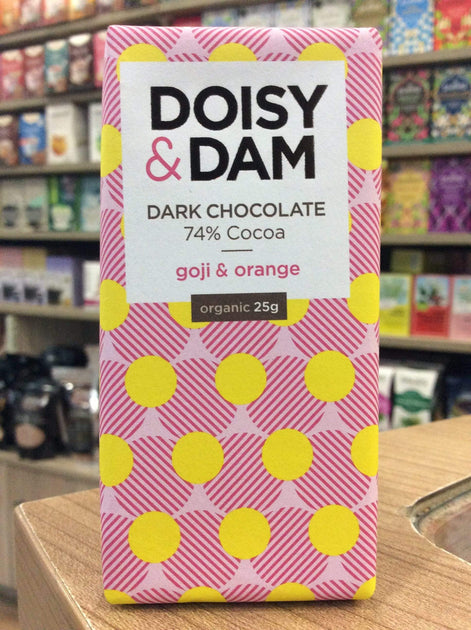 DOISY
& DAM
DARK CHOCOLATE
74% Cocoa
goji & orange
organic 25g